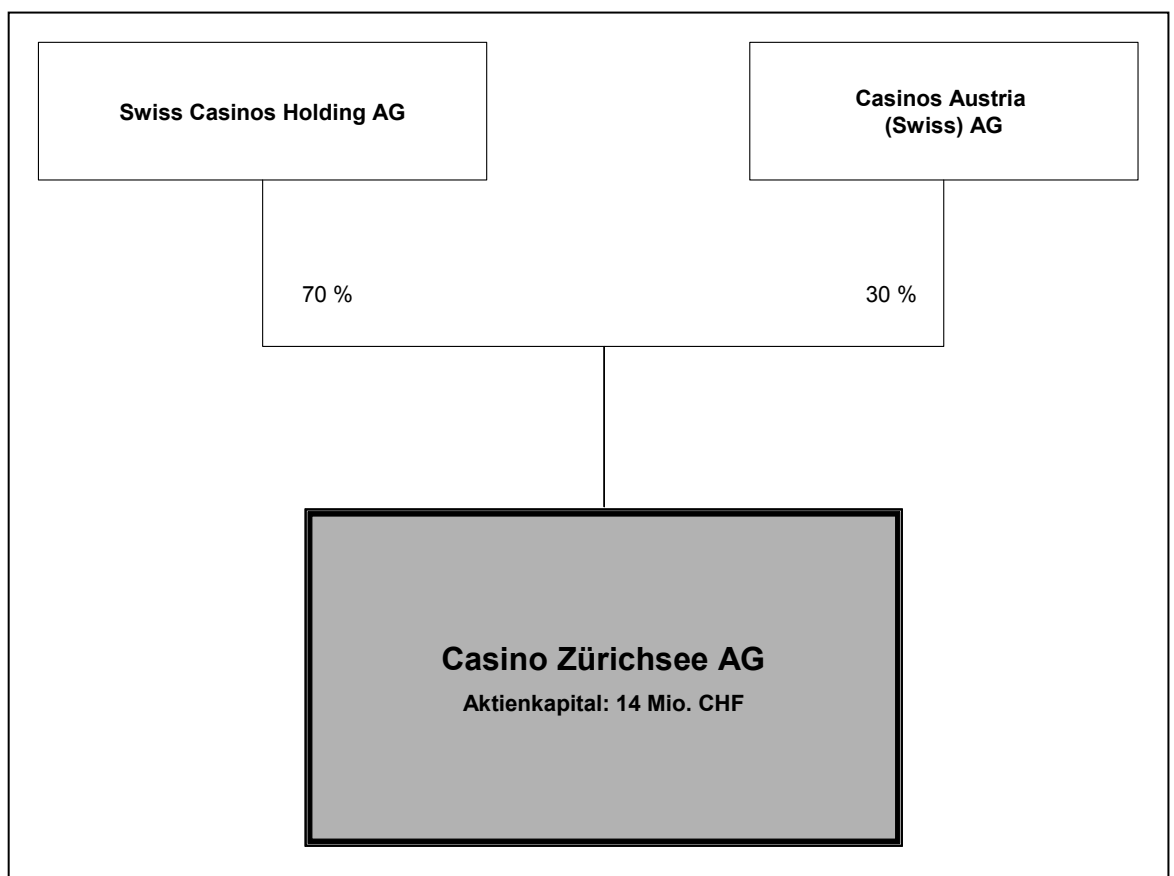 Swiss Casinos Holding AG
Casinos Austria
(Swiss) AG
70 %
30 %
Casino Zürichsee AG
Aktienkapital: 14 Mio. CHF